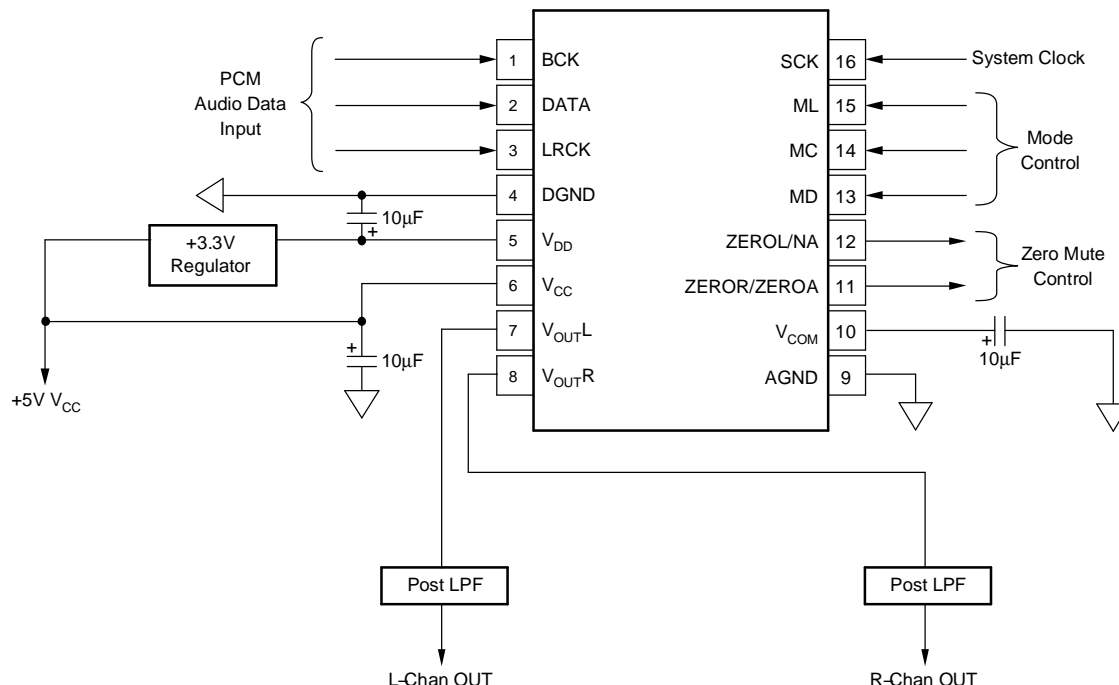 PCM
Audio Data
Input
1 BCK
2 DATA
3 LRCK
4 DGND
5 VDD
6 VCC
7 VOUTL
8 VOUTR
SCK 16
ML 15
MC 14
MD 13
ZEROL/NA 12
ZEROR/ZEROA 11
VCOM 10
AGND 9
System Clock
Mode
Control
Zero Mute
Control
10μF
+
+3.3V
Regulator
+
10μF
+5V VCC
+
10μF
Post LPF
L-Chan OUT
Post LPF
R-Chan OUT